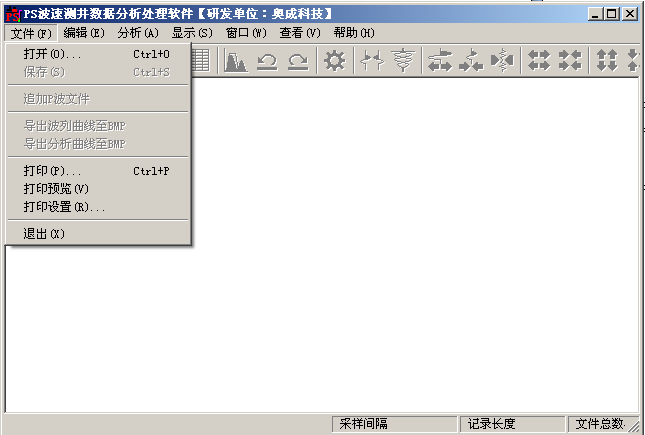 PS PS波速测井数据分析处理软件【研发单位：奥成科技】
文件(F) 编辑(E) 分析(A) 显示(S) 窗口(W) 查看(V) 帮助(H)
打开(O)... Ctrl+O
保存(S) Ctrl+S
追加P波文件
导出波列曲线至BMP
导出分析曲线至BMP
打印(P)... Ctrl+P
打印预览(V)
打印设置(R)...
退出(X)
采样间隔 记录长度 文件总数